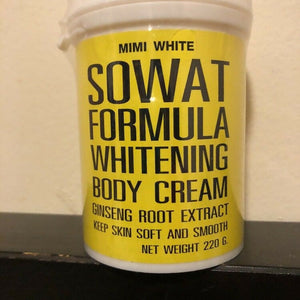 MIMI WHITE
SOWAT
FORMULA
WHITENING
BODY CREAM
GINSENG ROOT EXTRACT
KEEP SKIN SOFT AND SMOOTH
NET WEIGHT 220 G.